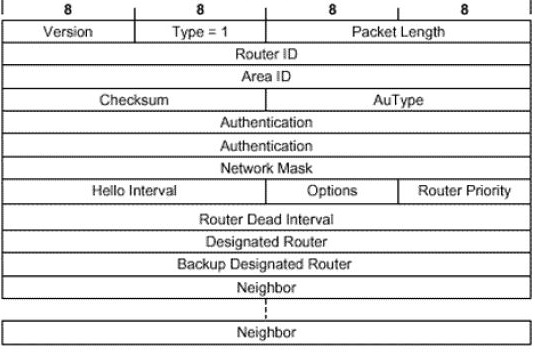 8 8 8 8
Version Type = 1 Packet Length
Router ID
Area ID
Checksum AuType
Authentication
Authentication
Network Mask
Hello Interval Options Router Priority
Router Dead Interval
Designated Router
Backup Designated Router
Neighbor
Neighbor